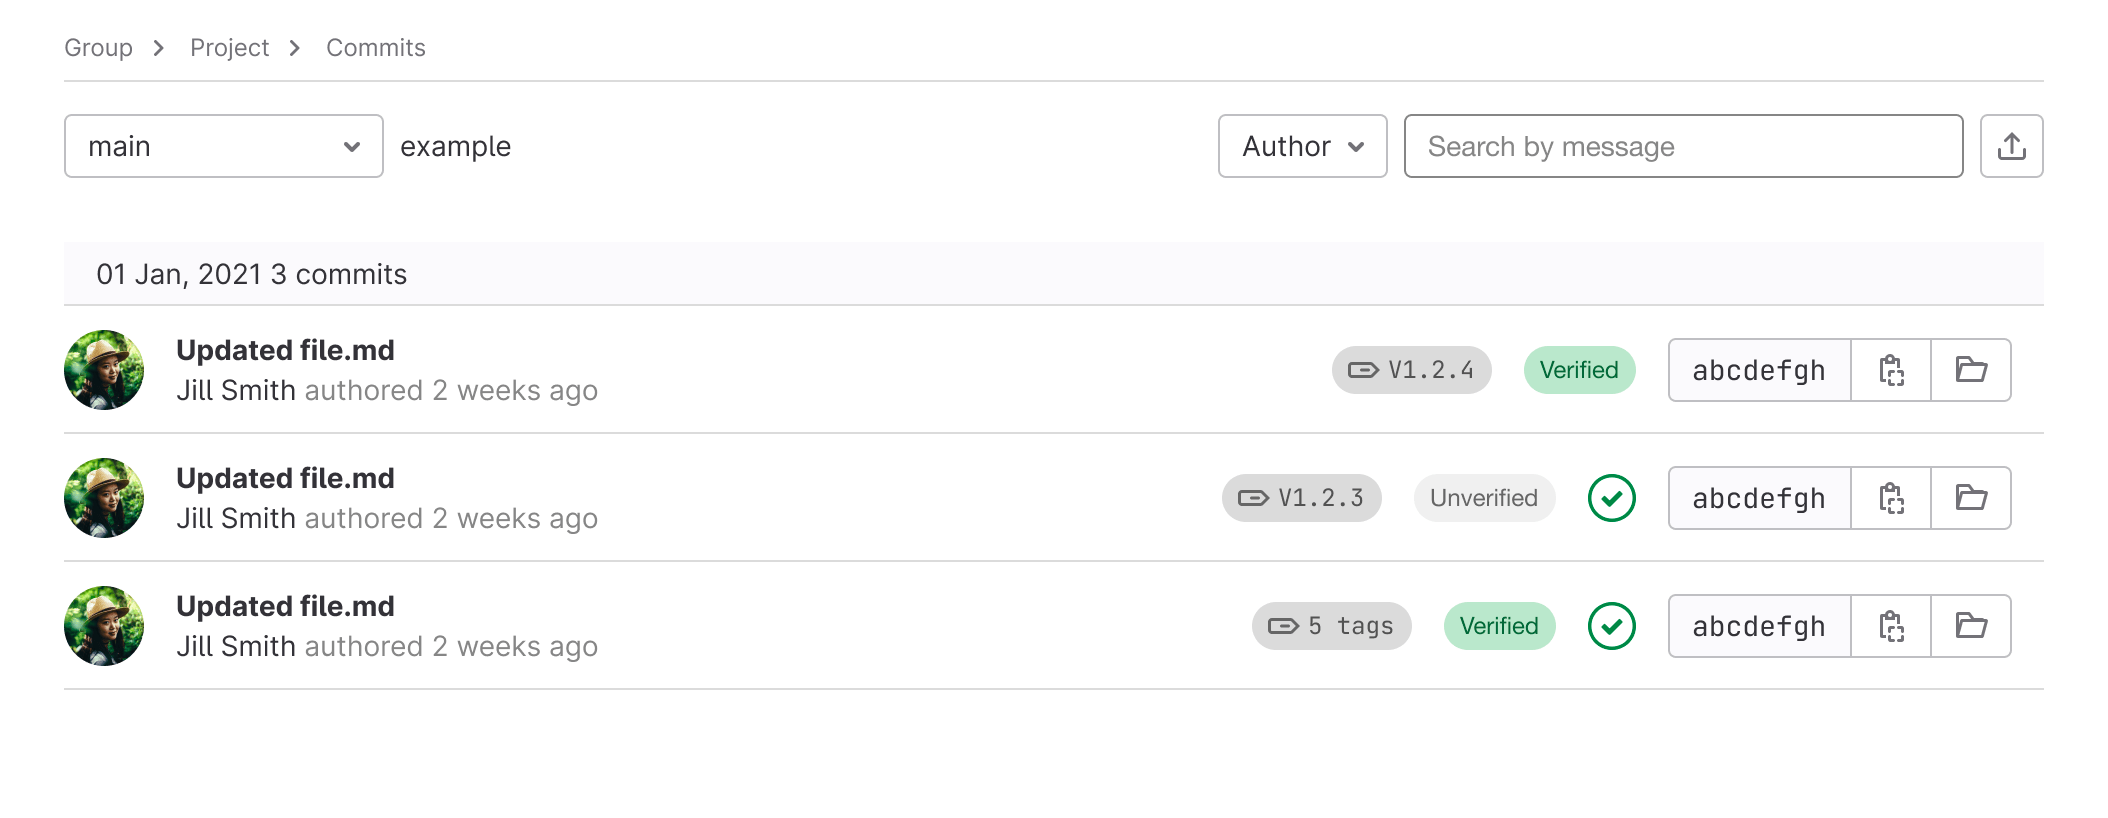 Group Project Commits
main example Author Search by message
01 Jan, 2021 3 commits
Updated file.md
Jill Smith authored 2 weeks ago
V1.2.4 Verified abcdefgh
Updated file.md
Jill Smith authored 2 weeks ago
V1.2.3 Unverified abcdefgh
Updated file.md
Jill Smith authored 2 weeks ago
5 tags Verified abcdefgh